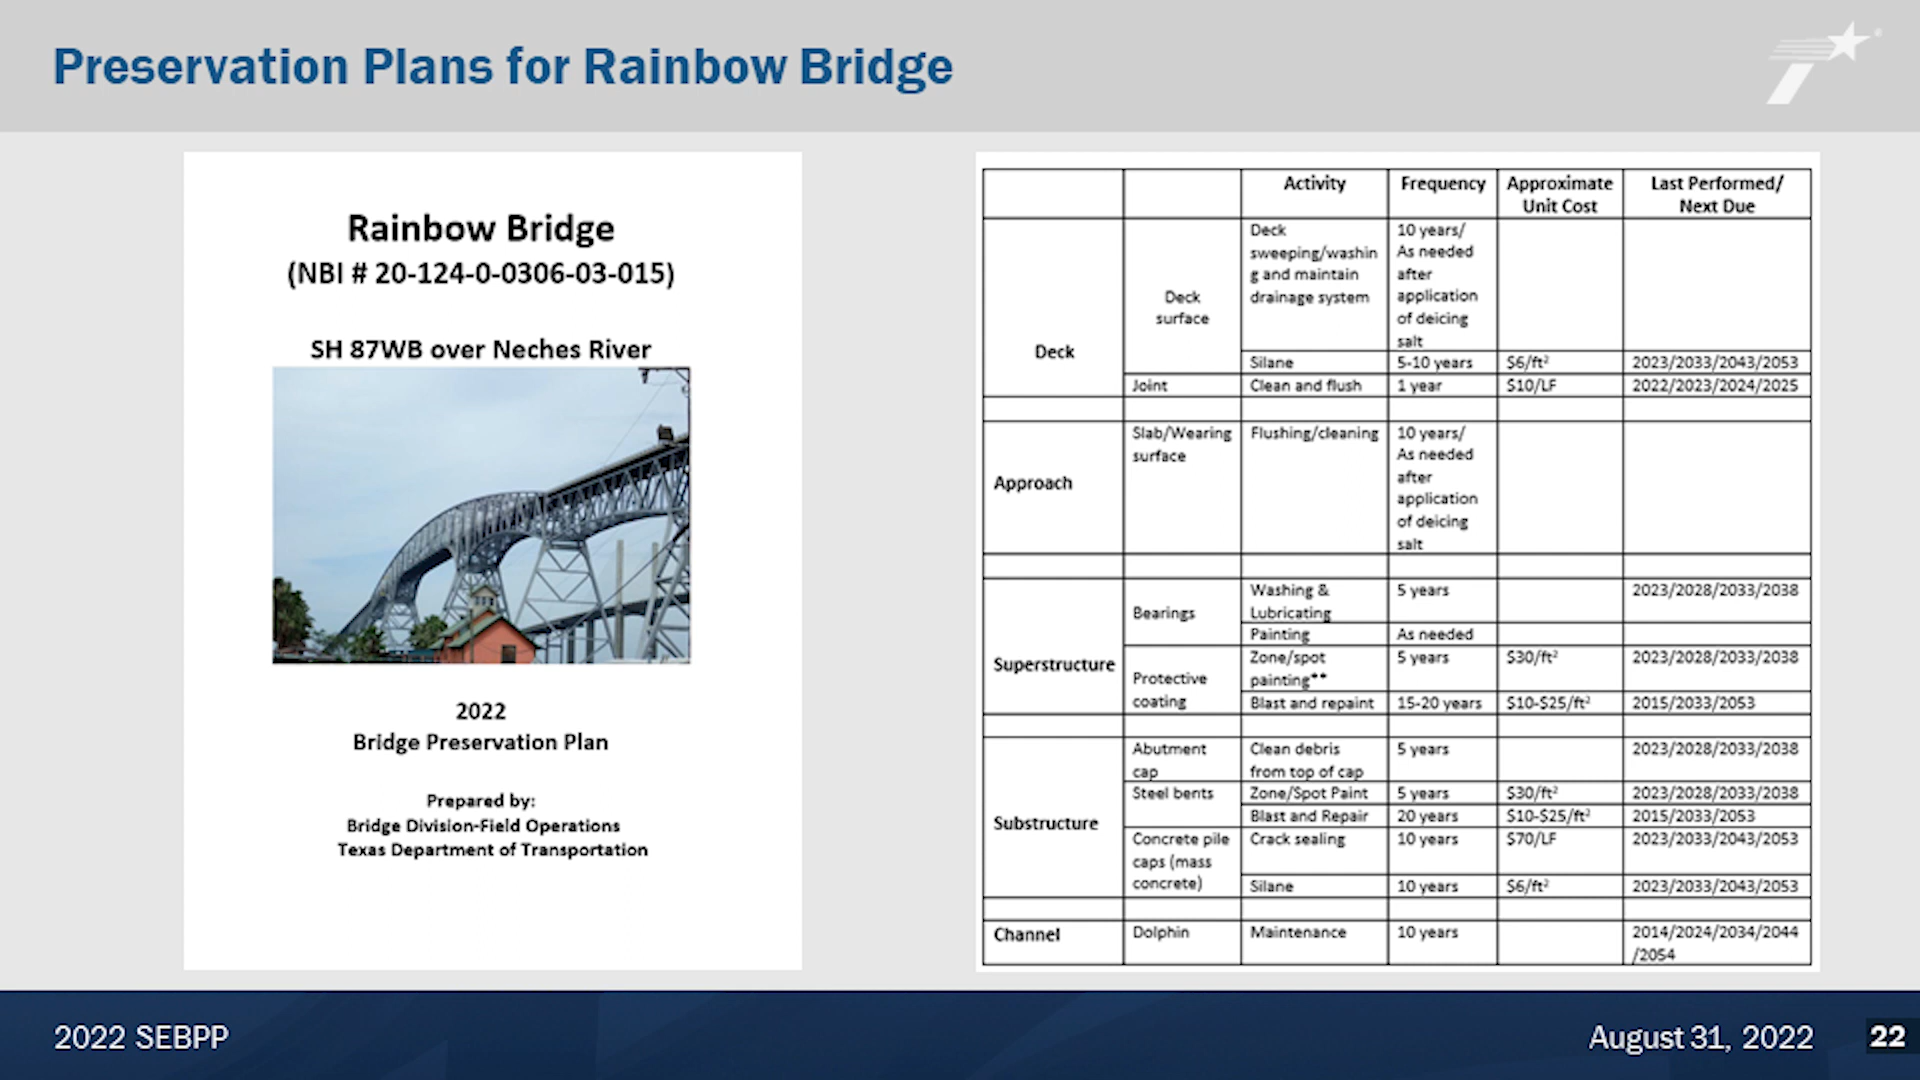 Preservation Plans for Rainbow Bridge
Rainbow Bridge
(NBI # 20-124-0-0306-03-015)
SH 87WB over Neches River
2022
Bridge Preservation Plan
Prepared by:
Bridge Division-Field Operations
Texas Department of Transportation
Activity
Frequency
Approximate
Unit Cost
Last Performed/
Next Due
Deck
Deck
surface
Deck
sweeping/washin
g and maintain
drainage system
10 years/
As needed
after
application
of deicing
salt
Silane
5-10 years
$6/ft²
2023/2033/2043/2053
Joint
Clean and flush
1 year
$10/LF
2022/2023/2024/2025
Approach
Slab/Wearing
surface
Flushing/cleaning
10 years/
As needed
after
application
of deicing
salt
Superstructure
Bearings
Washing &
Lubricating
5 years
2023/2028/2033/2038
Painting
As needed
Protective
coating
Zone/spot
painting**
5 years
$30/ft²
2023/2028/2033/2038
Blast and repaint
15-20 years
$10-$25/ft²
2015/2033/2053
Substructure
Abutment
cap
Clean debris
from top of cap
5 years
2023/2028/2033/2038
Steel bents
Zone/Spot Paint
5 years
$30/ft²
2023/2028/2033/2038
Blast and Repair
20 years
$10-$25/ft²
2015/2033/2053
Concrete pile
caps (mass
concrete)
Crack sealing
10 years
$70/LF
2023/2033/2043/2053
Silane
10 years
$6/ft²
2023/2033/2043/2053
Channel
Dolphin
Maintenance
10 years
2014/2024/2034/2044
/2054
2022 SEBPP
August 31, 2022
22